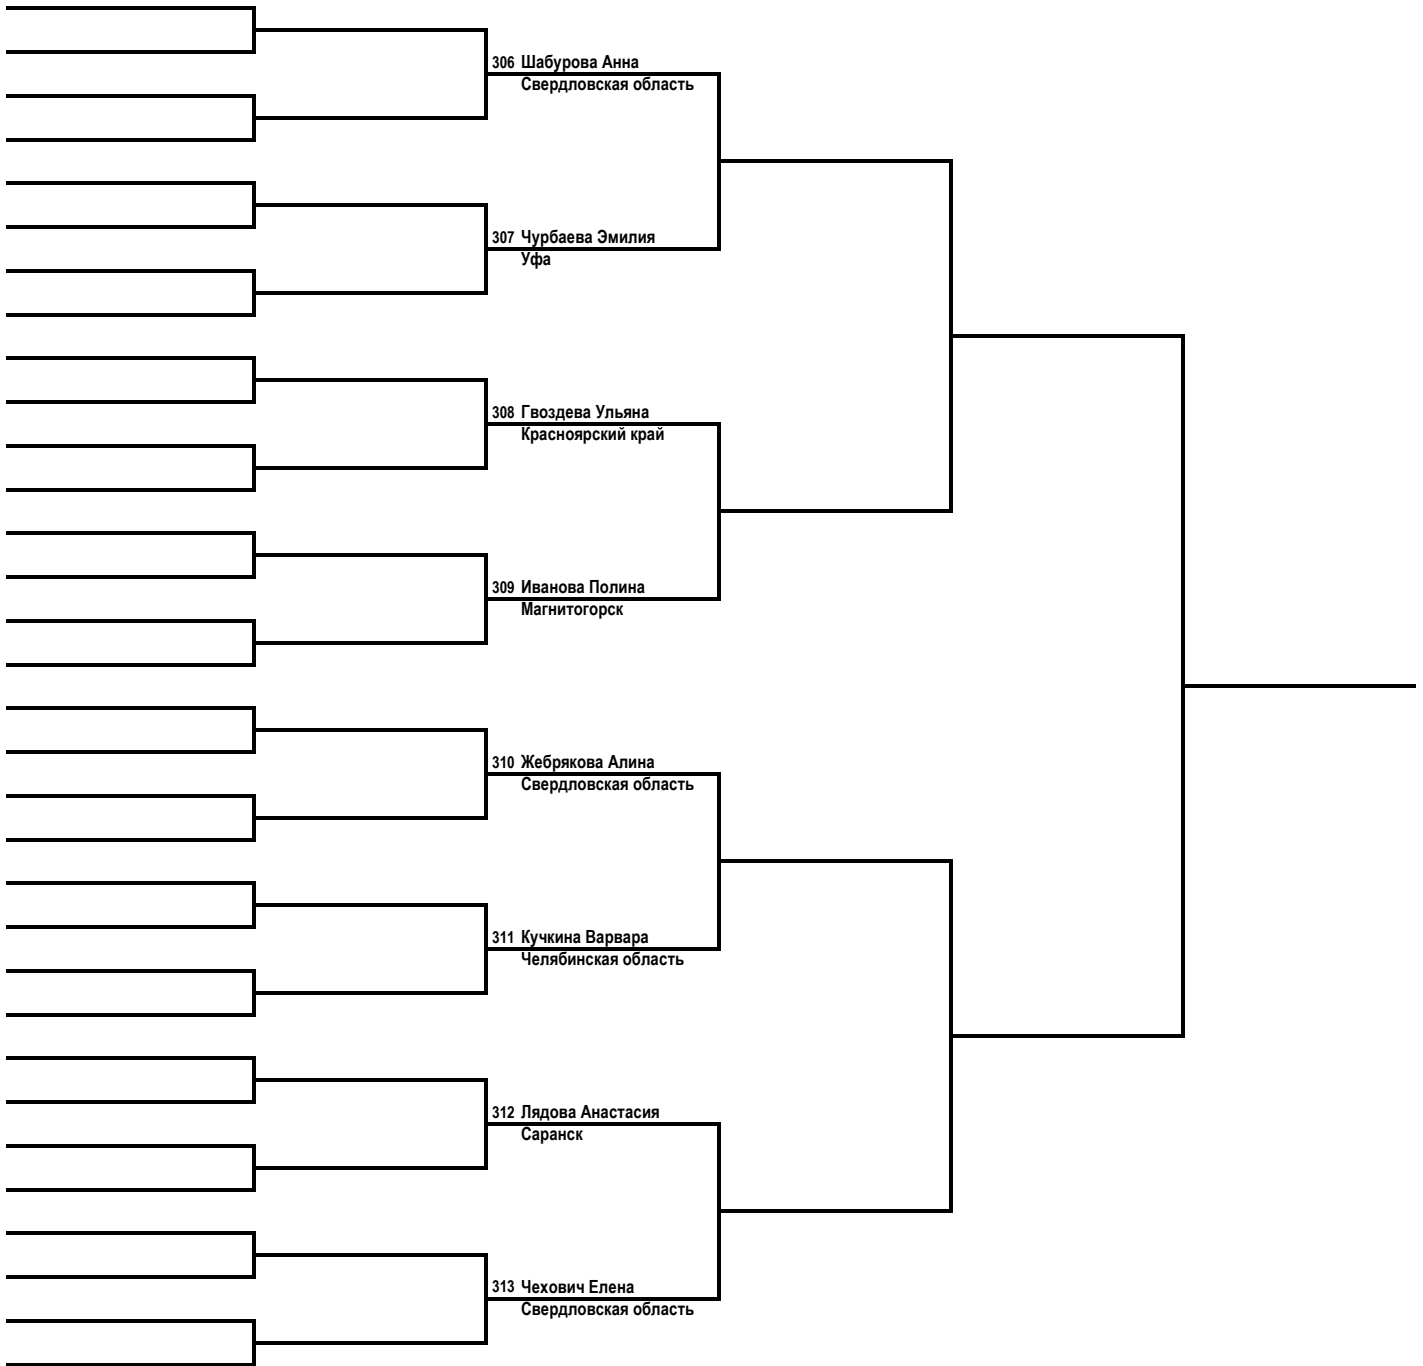 306 Шабурова Анна
Свердловская область
307 Чурбаева Эмилия
Уфа
308 Гвоздева Ульяна
Красноярский край
309 Иванова Полина
Магнитогорск
310 Жебрякова Алина
Свердловская область
311 Кучкина Варвара
Челябинская область
312 Лядова Анастасия
Саранск
313 Чехович Елена
Свердловская область